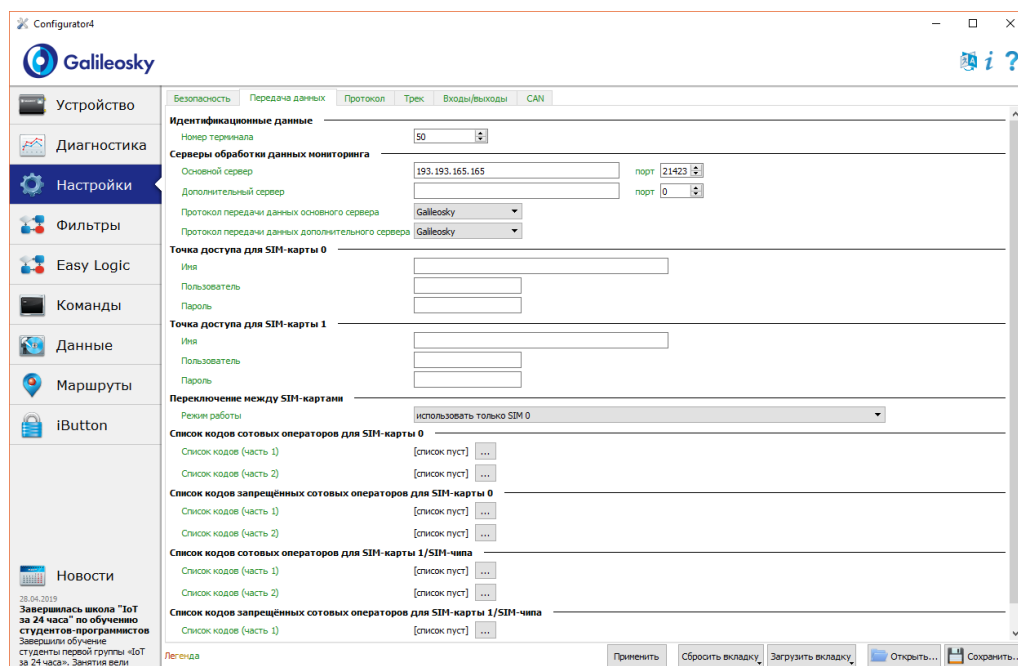 Configurator4
Galileosky
i ?
Устройство
Диагностика
Настройки
Фильтры
Easy Logic
Команды
Данные
Маршруты
iButton
Новости
28.04.2019
Завершилась школа "IoT
за 24 часа" по обучению
студентов-программистов
Завершили обучение
студенты первой группы «IoT
за 24 часа». Занятия вели
Безопасность Передача данных Протокол Трек Входы/выходы CAN
Идентификационные данные
Номер терминала 50
Серверы обработки данных мониторинга
Основной сервер 193.193.165.165 порт 21423
Дополнительный сервер порт 0
Протокол передачи данных основного сервера Galileosky
Протокол передачи данных дополнительного сервера Galileosky
Точка доступа для SIM-карты 0
Имя
Пользователь
Пароль
Точка доступа для SIM-карты 1
Имя
Пользователь
Пароль
Переключение между SIM-картами
Режим работы использовать только SIM 0
Список кодов сотовых операторов для SIM-карты 0
Список кодов (часть 1) [список пуст] ...
Список кодов (часть 2) [список пуст] ...
Список кодов запрещённых сотовых операторов для SIM-карты 0
Список кодов (часть 1) [список пуст] ...
Список кодов (часть 2) [список пуст] ...
Список кодов сотовых операторов для SIM-карты 1/SIM-чипа
Список кодов (часть 1) [список пуст] ...
Список кодов (часть 2) [список пуст] ...
Список кодов запрещённых сотовых операторов для SIM-карты 1/SIM-чипа
Список кодов (часть 1) [список пуст] ...
Легенда Применить Сбросить вкладку Загрузить вкладку Открыть... Сохранить...